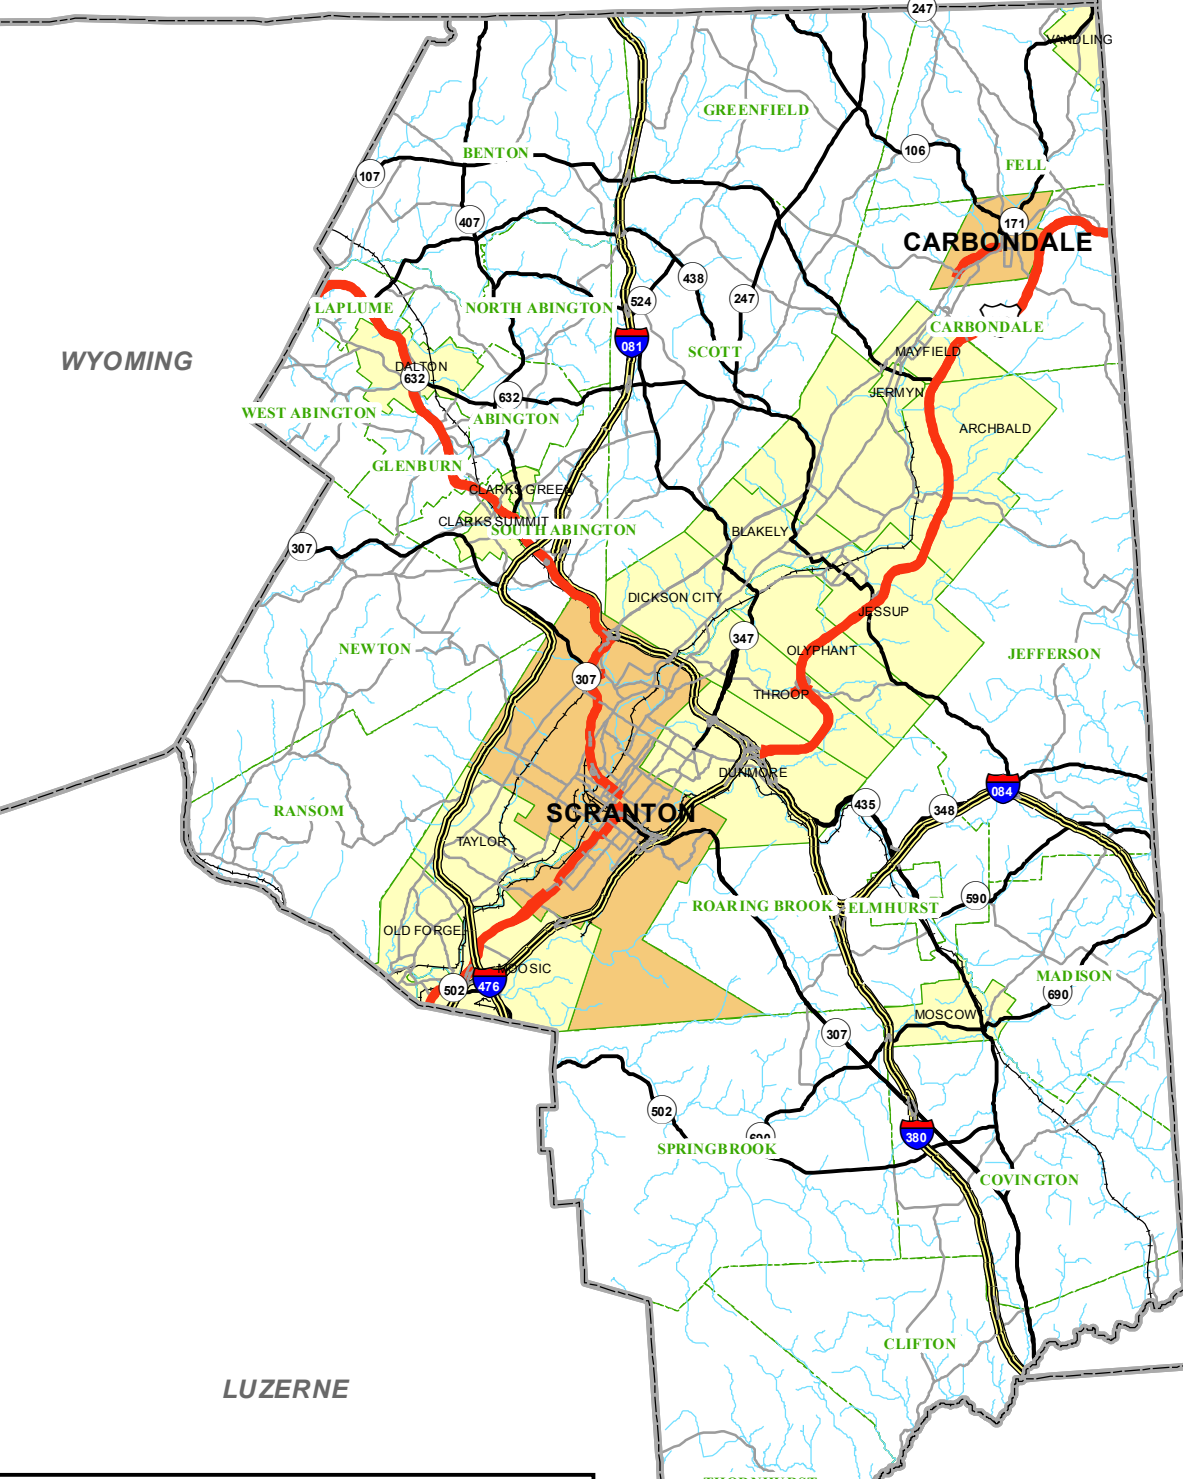 247
VANDLING
GREENFIELD
106
BENTON
FELL
107
407
171
CARBONDALE
438
524
247
LAPLUME
NORTH ABINGTON
CARBONDALE
081
SCOTT
MAYFIELD
WYOMING
DALTON
632
632
JERMYN
WEST ABINGTON
ABINGTON
ARCHBALD
GLENBURN
CLARKS GREEN
CLARKS SUMMIT
SOUTH ABINGTON
BLAKELY
307
DICKSON CITY
JESSUP
347
NEWTON
OLYPHANT
JEFFERSON
307
THROOP
DUNMORE
084
435
348
RANSOM
SCRANTON
TAYLOR
590
ROARING BROOK
ELMHURST
OLD FORGE
MOOSIC
MADISON
502
476
690
MOSCOW
307
502
690
380
SPRINGBROOK
COVINGTON
CLIFTON
LUZERNE
THORNHURST